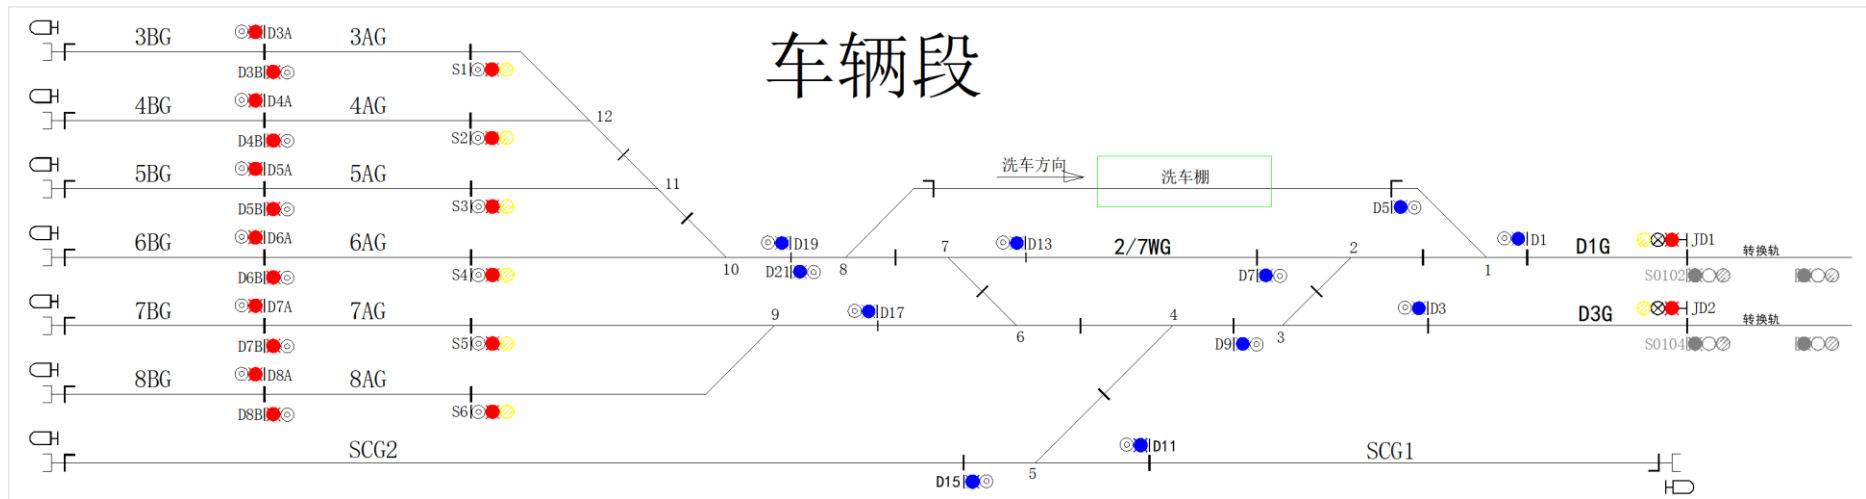 车辆段
3BG D3A 3AG
D3B S1
4BG D4A 4AG 12
D4B S2
5BG D5A 5AG 11 洗车方向 洗车棚
D5B S3 D5
6BG D6A 6AG D19 7 D13 2/7WG 2 D1 D1G JD1 转换轨
10 D21 8 D7 1 S0102
D6B S4
7BG D7A 7AG 9 D17 4 D3 D3G JD2 转换轨
6 D9 3 S0104
D7B S5
8BG D8A 8AG
D8B S6
SCG2 D11 SCG1
D15 5